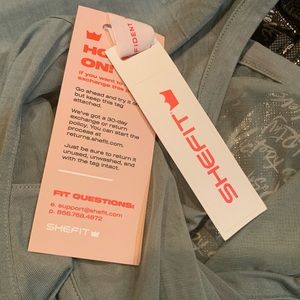 HO
ON
If you want to
exchange this
Go ahead and try it
but keep this tag
attached.
We've got a 30-day
exchange or return
policy. You can start the
process at
returns.shefit.com.
Just be sure to return it
unused, unwashed, and
with the tag intact.
FIT QUESTIONS:
e. support@shefit.com
p. 866.768.4972
SHEFIT
SHEFIT
FIDENT